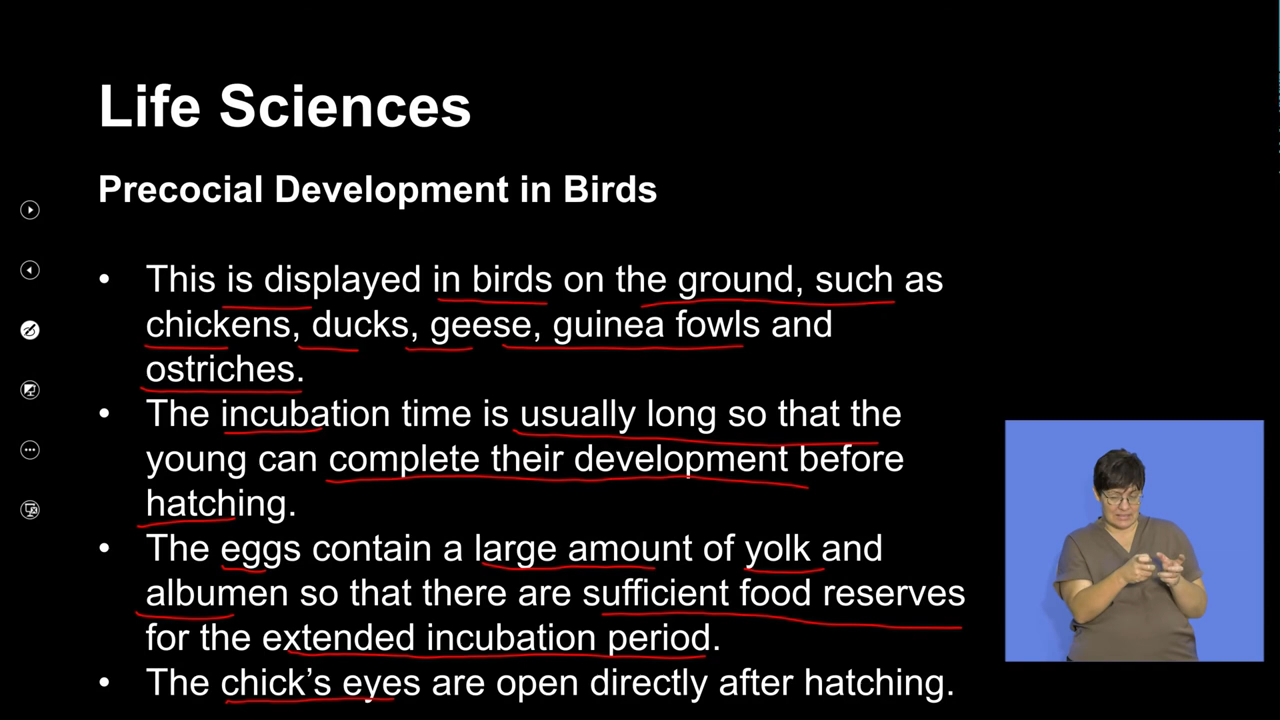 Life Sciences
Precocial Development in Birds
• This is displayed in birds on the ground, such as
chickens, ducks, geese, guinea fowls and
ostriches.
• The incubation time is usually long so that the
young can complete their development before
hatching.
• The eggs contain a large amount of yolk and
albumen so that there are sufficient food reserves
for the extended incubation period.
• The chick’s eyes are open directly after hatching.